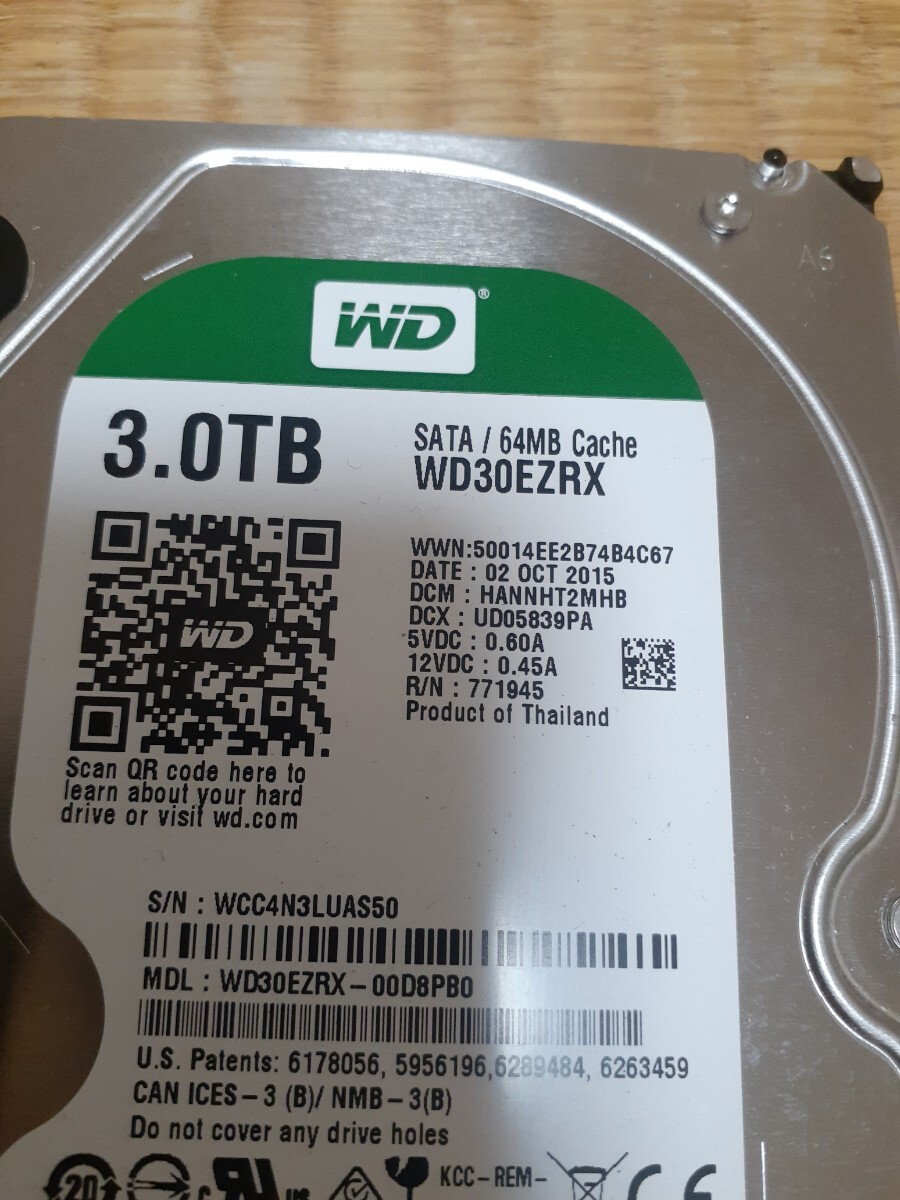 A6
WD®
3.0TB
SATA / 64MB Cache
WD30EZRX
WWN:50014EE2B74B4C67
DATE : 02 OCT 2015
DCM : HANNHT2MHB
DCX : UD05839PA
5VDC : 0.60A
12VDC : 0.45A
R/N : 771945
Product of Thailand
WD
Scan QR code here to
learn about your hard
drive or visit wd.com
S/N : WCC4N3LUAS50
MDL : WD30EZRX – 00D8PB0
U.S. Patents: 6178056, 5956196,6289484, 6263459
CAN ICES – 3 (B)/ NMB – 3(B)
Do not cover any drive holes
20 c US KCC – REM – CE